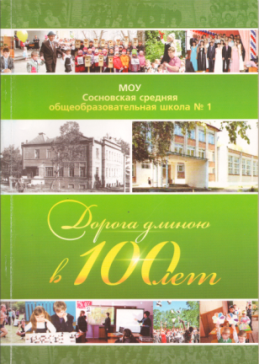 МОУ
Сосновская средняя
общеобразовательная школа № 1
Дорога длиною
в 100 лет